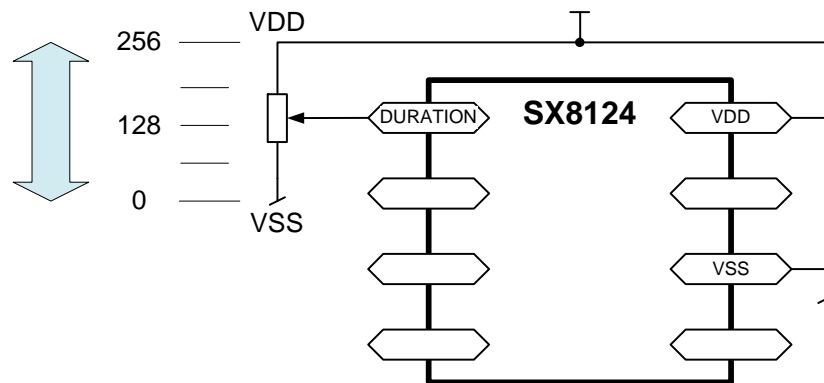 VDD
256
128
0
VSS
DURATION
SX8124
VDD
VSS